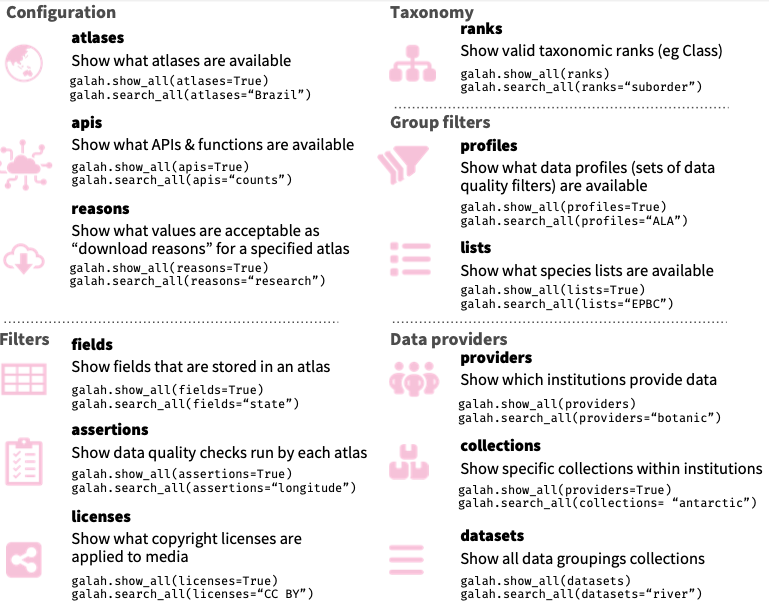 Configuration
atlases
Show what atlases are available
galah.show_all(atlases=True)
galah.search_all(atlases=“Brazil”)
apis
Show what APIs & functions are available
galah.show_all(apis=True)
galah.search_all(apis=“counts”)
reasons
Show what values are acceptable as
“download reasons” for a specified atlas
galah.show_all(reasons=True)
galah.search_all(reasons=“research”)
Filters
fields
Show fields that are stored in an atlas
galah.show_all(fields=True)
galah.search_all(fields=“state”)
assertions
Show data quality checks run by each atlas
galah.show_all(assertions=True)
galah.search_all(assertions=“longitude”)
licenses
Show what copyright licenses are
applied to media
galah.show_all(licenses=True)
galah.search_all(licenses=“CC BY”)
Taxonomy
ranks
Show valid taxonomic ranks (eg Class)
galah.show_all(ranks)
galah.search_all(ranks=“suborder”)
Group filters
profiles
Show what data profiles (sets of data
quality filters) are available
galah.show_all(profiles=True)
galah.search_all(profiles=“ALA”)
lists
Show what species lists are available
galah.show_all(lists=True)
galah.search_all(lists=“EPBC”)
Data providers
providers
Show which institutions provide data
galah.show_all(providers)
galah.search_all(providers=“botanic”)
collections
Show specific collections within institutions
galah.show_all(providers=True)
galah.search_all(collections= “antarctic”)
datasets
Show all data groupings collections
galah.show_all(datasets)
galah.search_all(datasets=“river”)